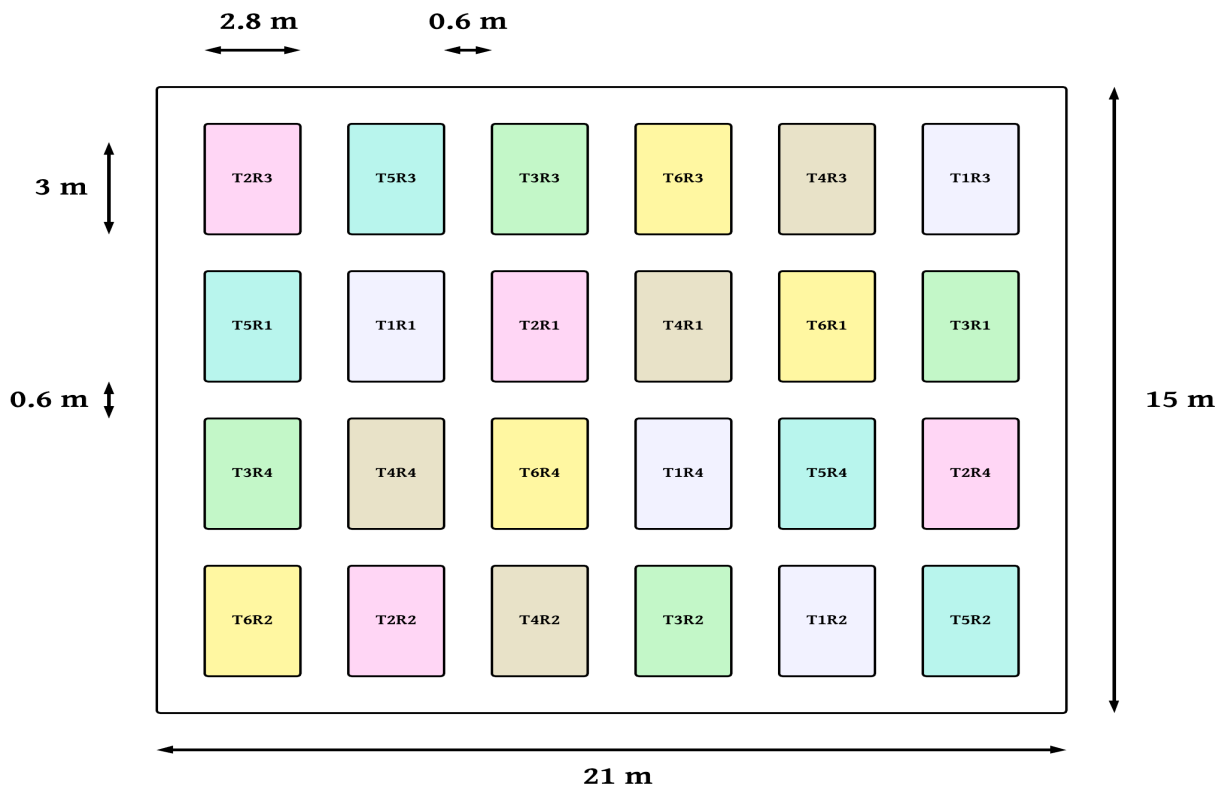 2.8 m 0.6 m
T2R3 T5R3 T3R3 T6R3 T4R3 T1R3
3 m
T5R1 T1R1 T2R1 T4R1 T6R1 T3R1
0.6 m 15 m
T3R4 T4R4 T6R4 T1R4 T5R4 T2R4
T6R2 T2R2 T4R2 T3R2 T1R2 T5R2
21 m